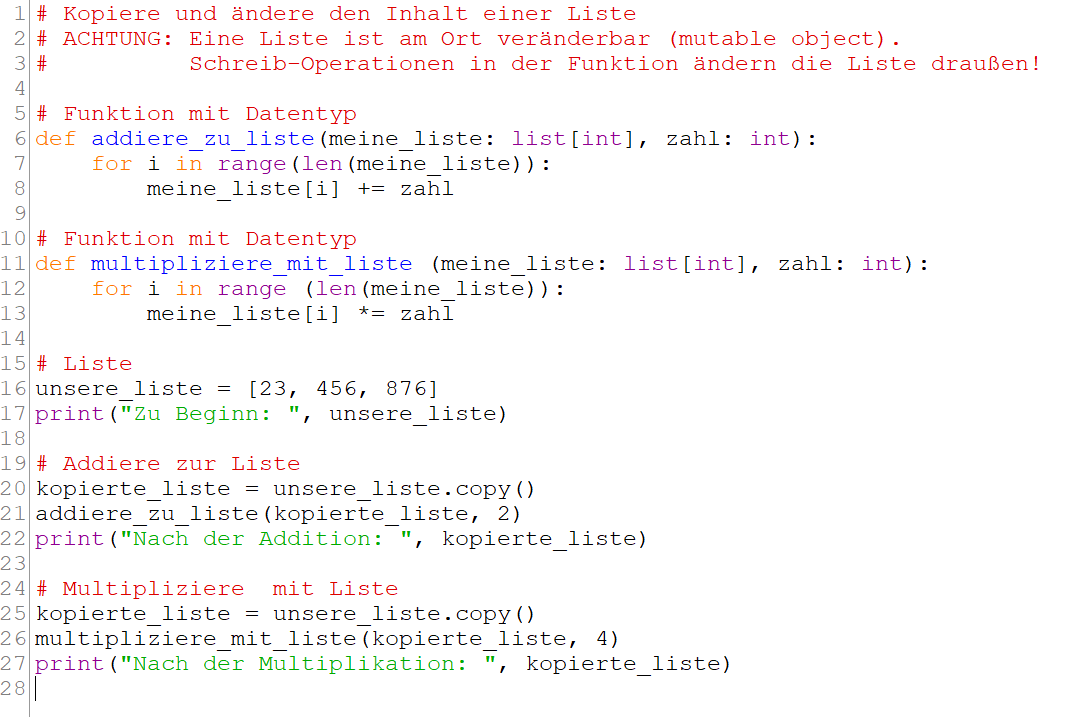 1 # Kopiere und ändere den Inhalt einer Liste
2 # ACHTUNG: Eine Liste ist am Ort veränderbar (mutable object).
3 #          Schreib-Operationen in der Funktion ändern die Liste draußen!
4
5 # Funktion mit Datentyp
6 def addiere_zu_liste(meine_liste: list[int], zahl: int):
7     for i in range(len(meine_liste)):
8         meine_liste[i] += zahl
9
10 # Funktion mit Datentyp
11 def multipliziere_mit_liste (meine_liste: list[int], zahl: int):
12     for i in range (len(meine_liste)):
13         meine_liste[i] *= zahl
14
15 # Liste
16 unsere_liste = [23, 456, 876]
17 print("Zu Beginn: ", unsere_liste)
18
19 # Addiere zur Liste
20 kopierte_liste = unsere_liste.copy()
21 addiere_zu_liste(kopierte_liste, 2)
22 print("Nach der Addition: ", kopierte_liste)
23
24 # Multipliziere  mit Liste
25 kopierte_liste = unsere_liste.copy()
26 multipliziere_mit_liste(kopierte_liste, 4)
27 print("Nach der Multiplikation: ", kopierte_liste)
28